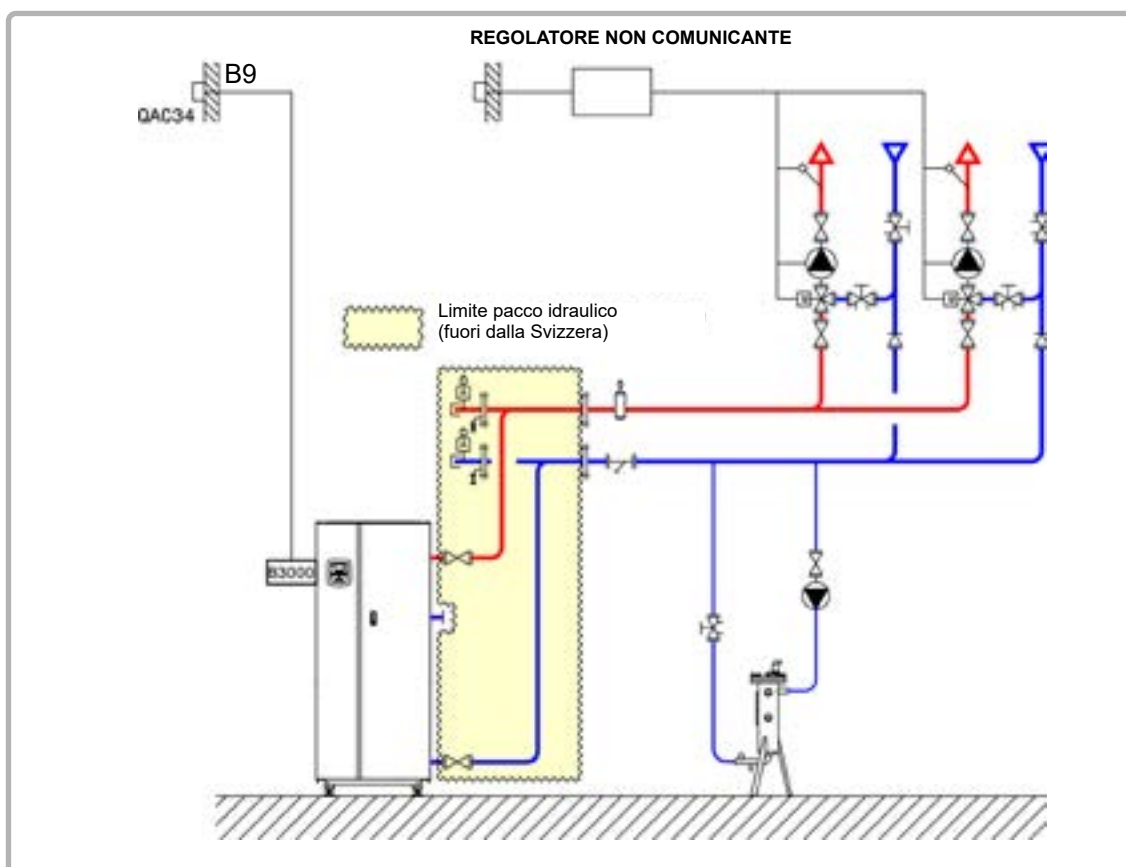 REGOLATORE NON COMUNICANTE
B9
QAC34
Limite pacco idraulico
(fuori dalla Svizzera)
B3000